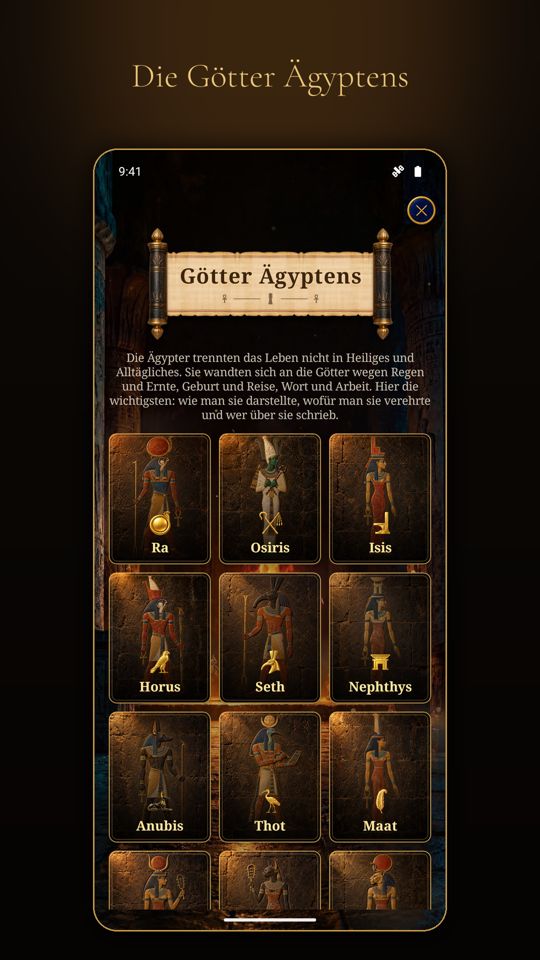 Die Götter Ägyptens
9:41
Götter Ägyptens
Die Ägypter trennten das Leben nicht in Heiliges und
Alltägliches. Sie wandten sich an die Götter wegen Regen
und Ernte, Geburt und Reise, Wort und Arbeit. Hier die
wichtigsten: wie man sie darstellte, wofür man sie verehrte
und wer über sie schrieb.
Ra
Osiris
Isis
Horus
Seth
Nephthys
Anubis
Thot
Maat